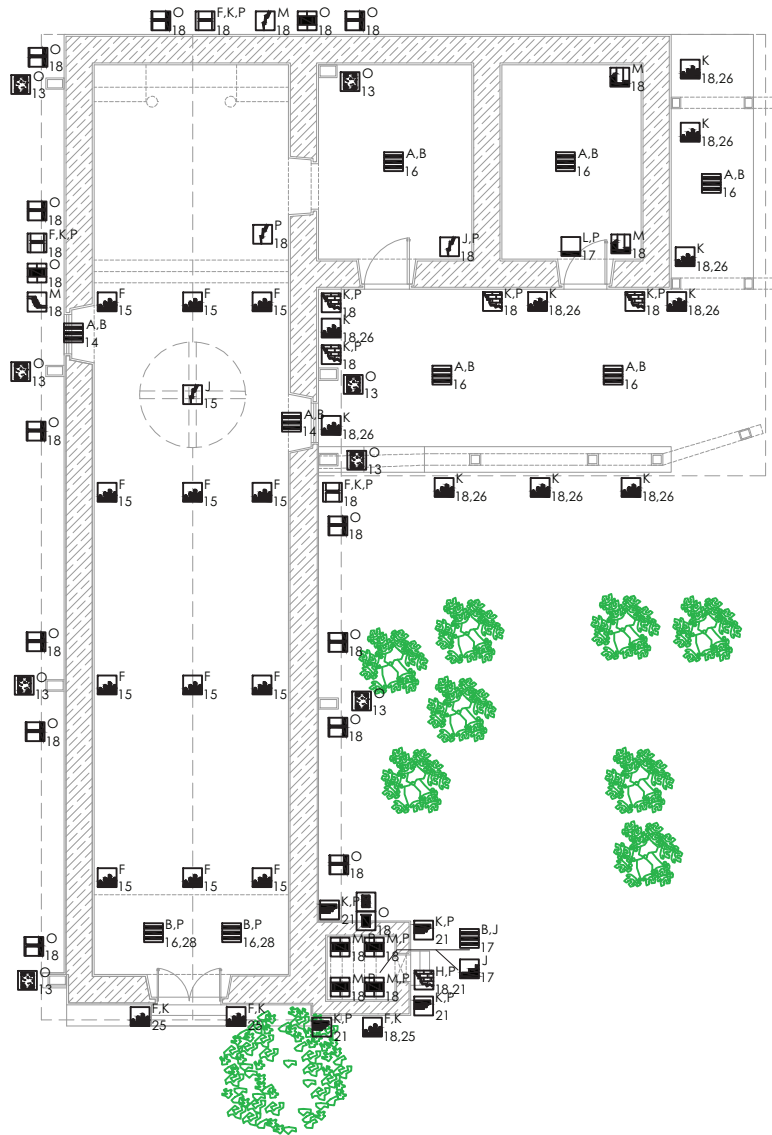 O
18
F,K,P
18
M
18
O
18
O
18
O
18
O
13
O
13
M
18
K
18,26
K
18,26
A,B
16
A,B
16
A,B
16
O
18
F,K,P
18
O
18
M
18
P
18
J,P
18
L,P
17
M
18
K
18,26
F
15
F
15
F
15
K,P
18
K,P
18
K
18,26
K,P
18
K
18,26
A,B
14
K
18,26
K,P
18
O
13
J
15
O
13
A,B
16
A,B
16
A,B
14
K
18,26
O
18
O
13
F
15
F
15
F
15
F,K,P
18
K
18,26
K
18,26
K
18,26
O
18
O
18
O
18
O
13
F
15
F
15
F
15
O
13
O
18
O
18
O
18
F
15
F
15
F
15
K,P
21
O
18
K,P
21
B,J
17
B,P
16,28
B,P
16,28
O
18
M,P
18
M,P
18
J
17
O
13
M,P
18
M,P
18
H,P
18,21
K,P
21
F,K
25
F,K
25
K,P
21
F,K
18,25